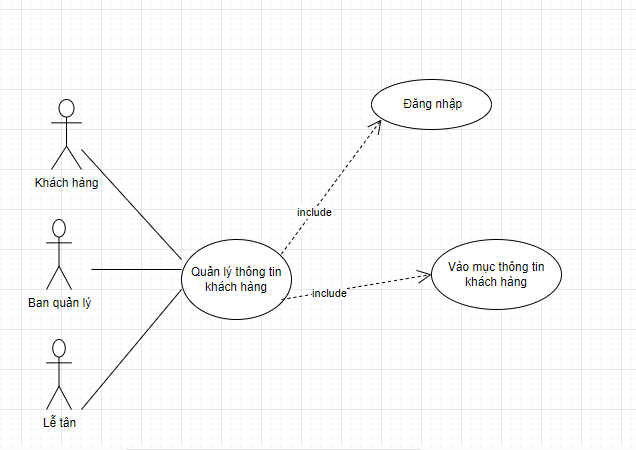 Đăng nhập
Khách hàng
include
Quản lý thông tin
khách hàng
Vào mục thông tin
khách hàng
include
Ban quản lý
Lễ tân